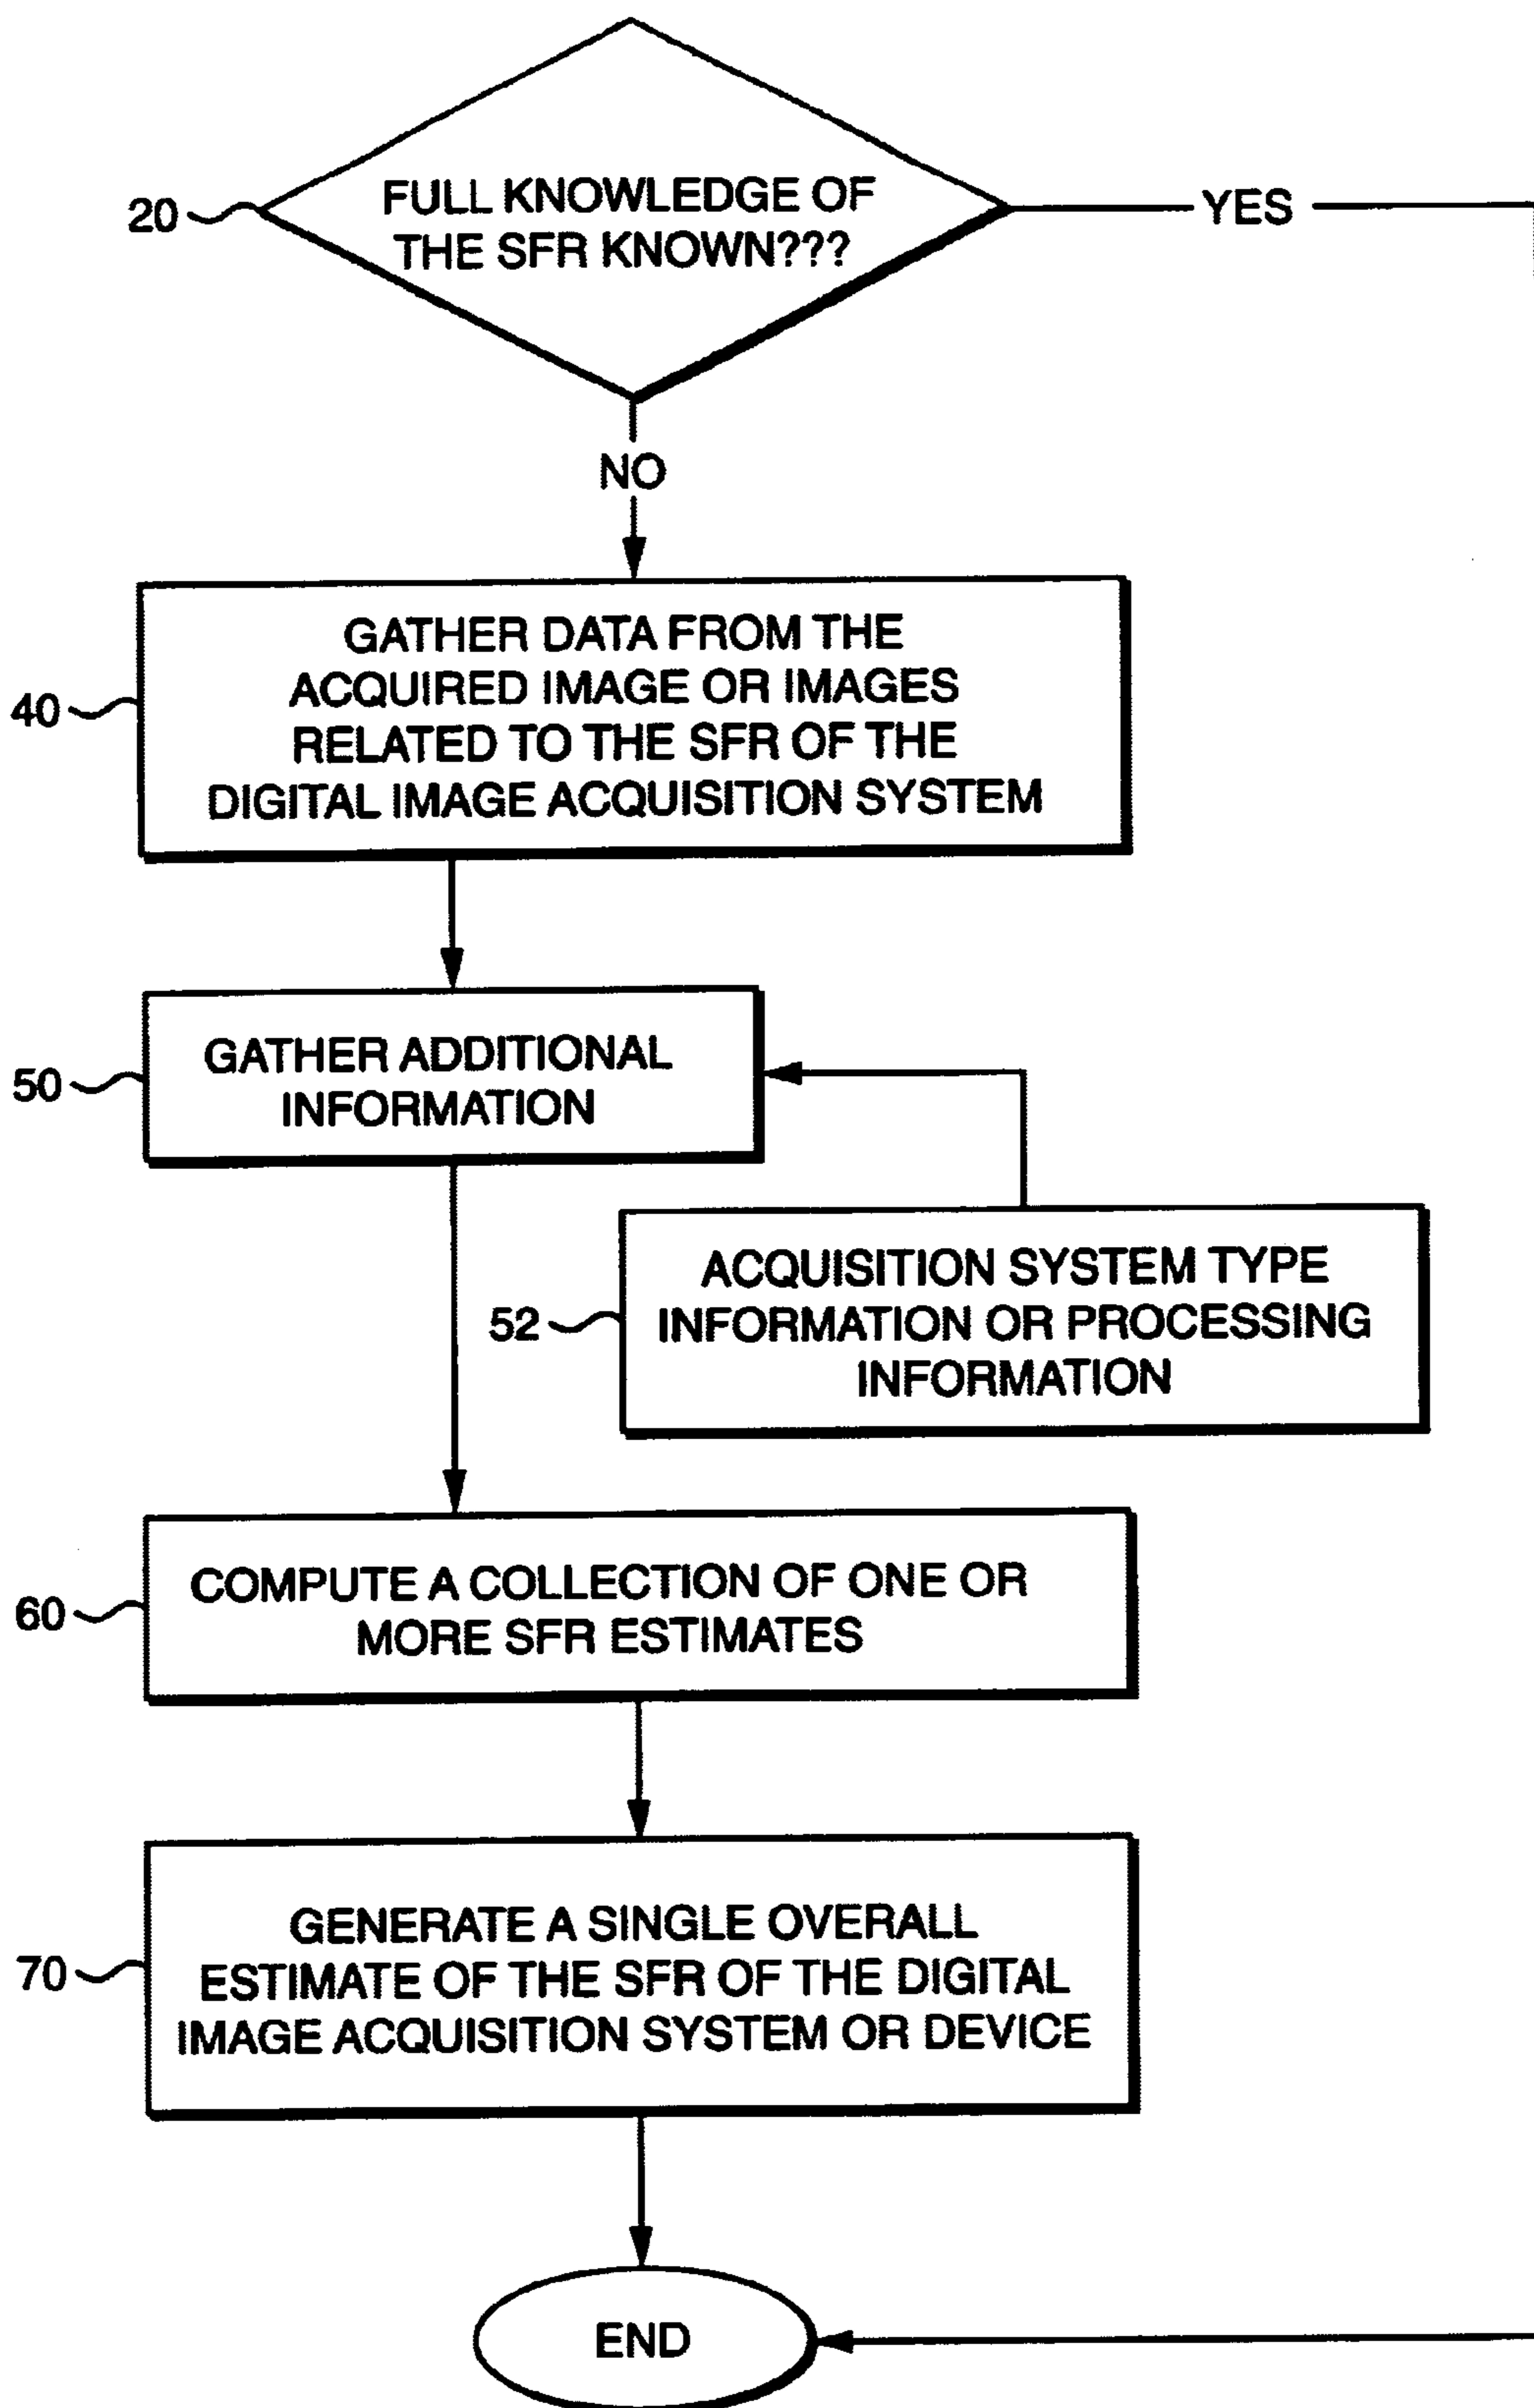 20
FULL KNOWLEDGE OF
THE SFR KNOWN???
YES
NO
40
GATHER DATA FROM THE
ACQUIRED IMAGE OR IMAGES
RELATED TO THE SFR OF THE
DIGITAL IMAGE ACQUISITION SYSTEM
50
GATHER ADDITIONAL
INFORMATION
52
ACQUISITION SYSTEM TYPE
INFORMATION OR PROCESSING
INFORMATION
60
COMPUTE A COLLECTION OF ONE OR
MORE SFR ESTIMATES
70
GENERATE A SINGLE OVERALL
ESTIMATE OF THE SFR OF THE DIGITAL
IMAGE ACQUISITION SYSTEM OR DEVICE
END